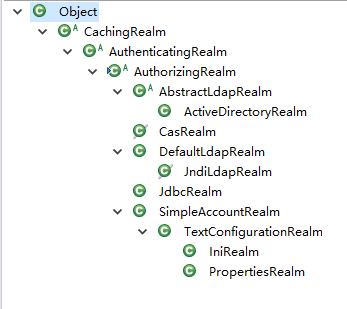 Object
CachingRealm
AuthenticatingRealm
AuthorizingRealm
AbstractLdapRealm
ActiveDirectoryRealm
CasRealm
DefaultLdapRealm
JndiLdapRealm
JdbcRealm
SimpleAccountRealm
TextConfigurationRealm
IniRealm
PropertiesRealm